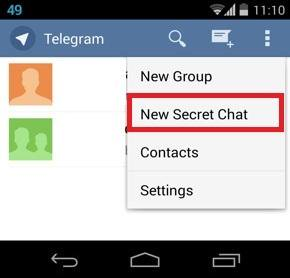 49
11:10
Telegram
New Group
New Secret Chat
Contacts
Settings